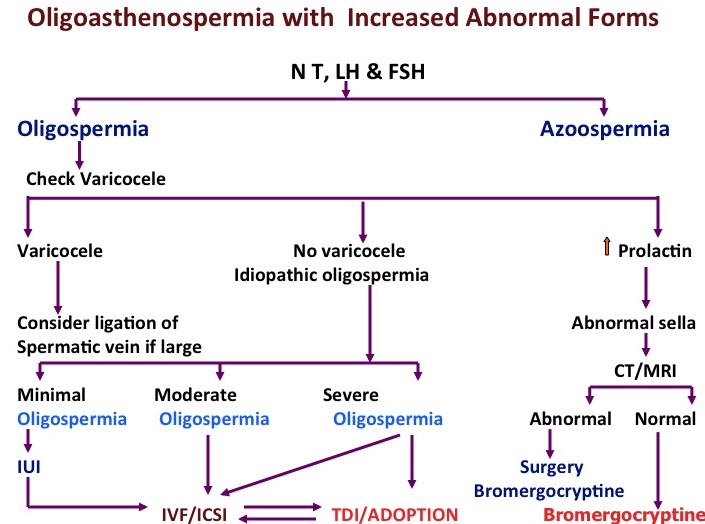 Oligoasthenospermia with Increased Abnormal Forms
N T, LH & FSH
Oligospermia
Azoospermia
Check Varicocele
Varicocele
No varicocele
Idiopathic oligospermia
Prolactin
Consider ligation of
Spermatic vein if large
Abnormal sella
CT/MRI
Minimal
Oligospermia
Moderate
Oligospermia
Severe
Oligospermia
Abnormal
Normal
IUI
Surgery
Bromergocryptine
IVF/ICSI
TDI/ADOPTION
Bromergocryptine